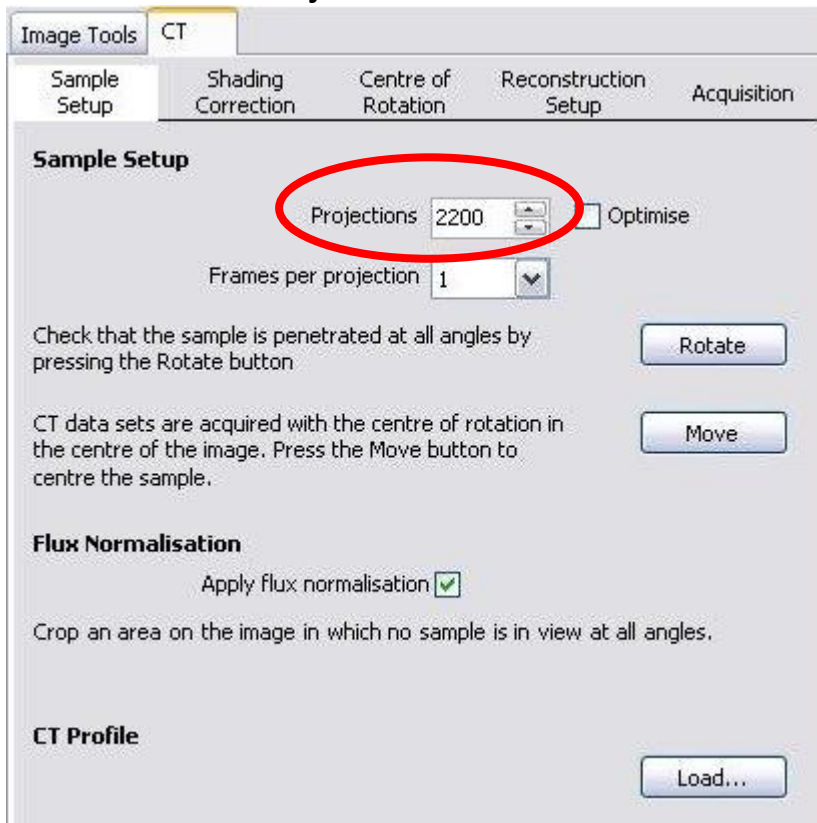 Image Tools CT
Sample Setup Shading Correction Centre of Rotation Reconstruction Setup Acquisition
Sample Setup
Projections 2200 Optimise
Frames per projection 1
Check that the sample is penetrated at all angles by
pressing the Rotate button
Rotate
CT data sets are acquired with the centre of rotation in
the centre of the image. Press the Move button to
centre the sample.
Move
Flux Normalisation
Apply flux normalisation
Crop an area on the image in which no sample is in view at all angles.
CT Profile
Load...